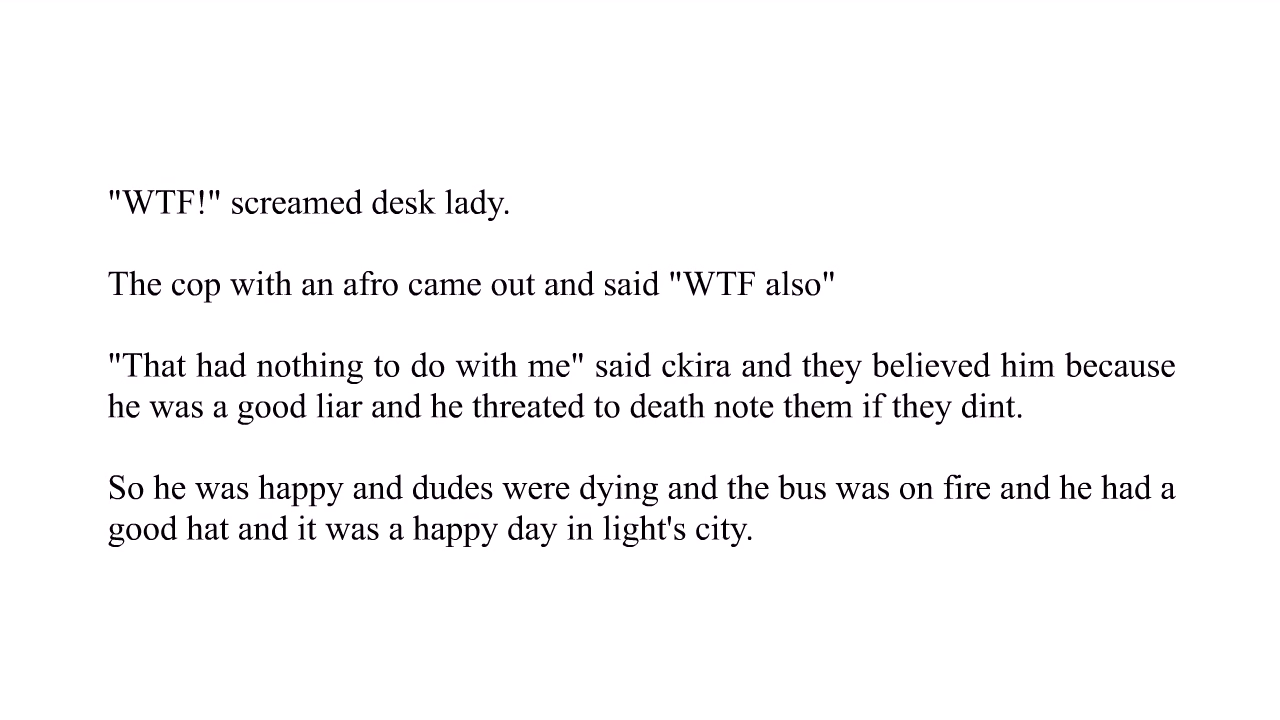 "WTF!" screamed desk lady.
The cop with an afro came out and said "WTF also"
"That had nothing to do with me" said ckira and they believed him because
he was a good liar and he threated to death note them if they dint.
So he was happy and dudes were dying and the bus was on fire and he had a
good hat and it was a happy day in light's city.